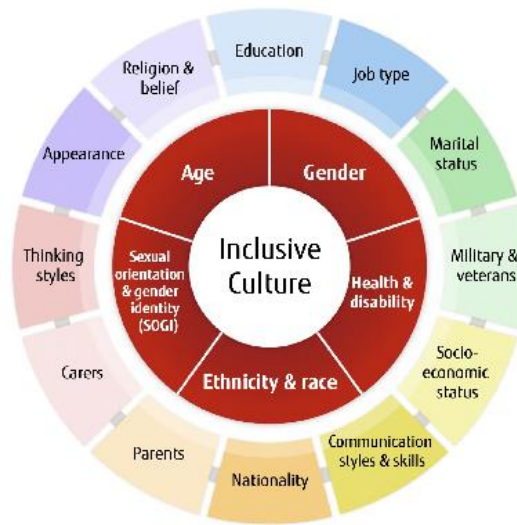 Inclusive
Culture
Age
Gender
Health &
disability
Ethnicity & race
Sexual
orientation
& gender
identity
(SOGI)
Education
Job type
Marital
status
Military &
veterans
Socio-
economic
status
Communication
styles & skills
Nationality
Parents
Carers
Thinking
styles
Appearance
Religion &
belief